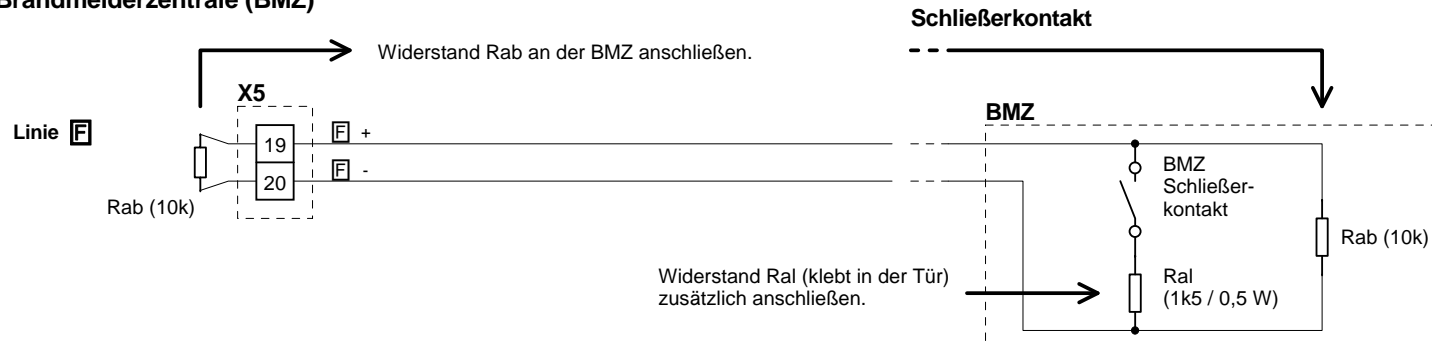 Brandmelderzentrale (BMZ)
Schließerkontakt
Widerstand Rab an der BMZ anschließen.
X5
BMZ
Linie F
19
F +
20
F -
Rab (10k)
BMZ
Schließer-
kontakt
Rab (10k)
Widerstand Ral (klebt in der Tür)
zusätzlich anschließen.
Ral
(1k5 / 0,5 W)